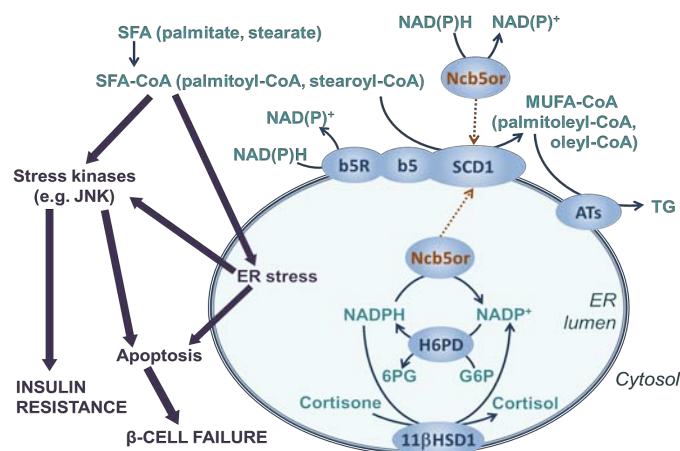 SFA (palmitate, stearate)
NAD(P)H
NAD(P)⁺
SFA-CoA (palmitoyl-CoA, stearoyl-CoA)
Ncb5or
NAD(P)⁺
MUFA-CoA
(palmitoleyl-CoA,
oleyl-CoA)
NAD(P)H
b5R
b5
SCD1
Stress kinases
(e.g. JNK)
ATs
TG
Ncb5or
ER stress
ER
lumen
NADPH
NADP⁺
H6PD
Apoptosis
6PG
G6P
Cytosol
INSULIN
RESISTANCE
Cortisone
Cortisol
β-CELL FAILURE
11βHSD1